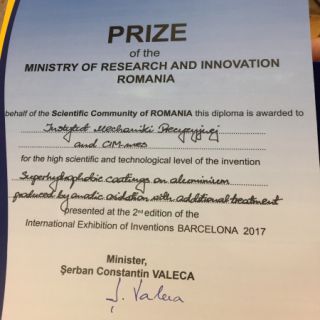 PRIZE
of the
MINISTRY OF RESEARCH AND INNOVATION
ROMANIA
behalf of the Scientific Community of ROMANIA this diploma is awarded to
Instytut Mechaniki Precyzyjnej
and CIM-mes
for the high scientific and technological level of the invention
Superhydrophobic coatings on aluminium
produced by anodic oxidation with additional treatment
presented at the 2nd edition of the
International Exhibition of Inventions BARCELONA 2017
Minister,
Șerban Constantin VALECA
Ș. Valeca